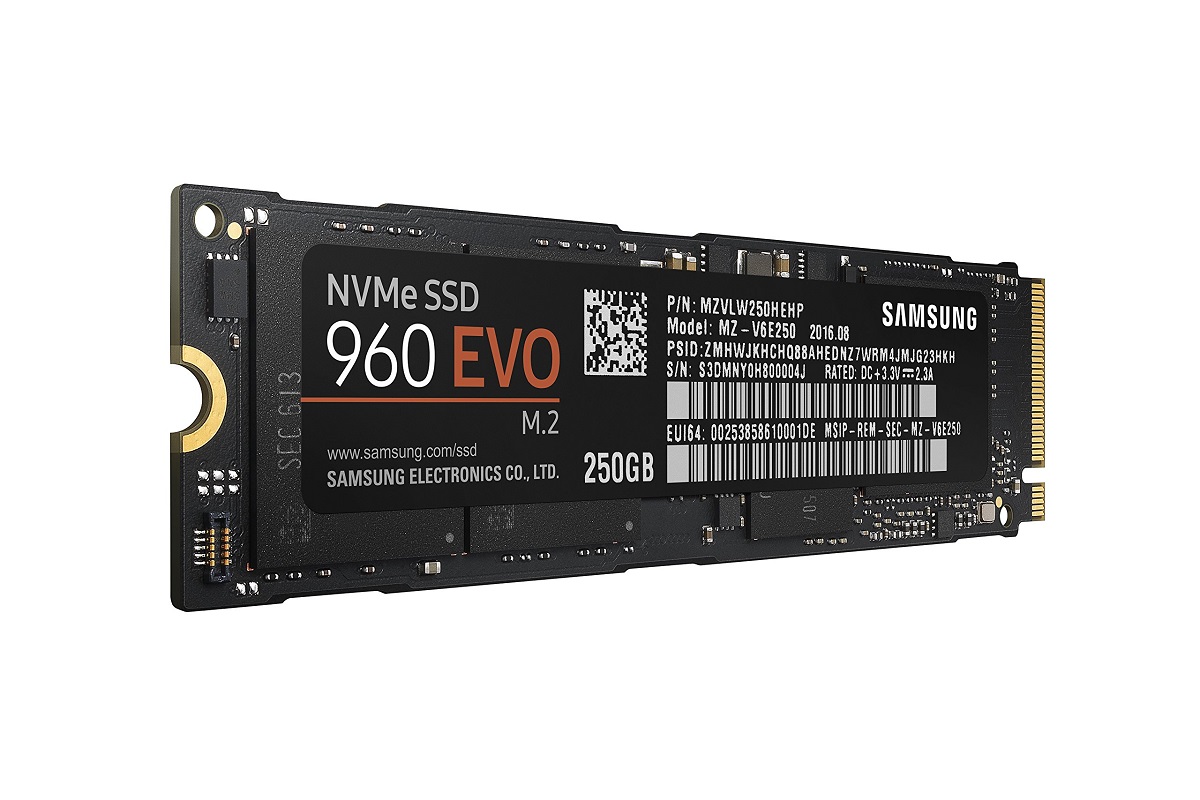 NVMe SSD
960 EVO
M.2
www.samsung.com/ssd
SAMSUNG ELECTRONICS CO., LTD.
250GB
P/N: MZVLW250HEHP
Model: MZ-V6E250 2016.08
PSID:ZMHWJKHCHQ88AHEDNZ7WRM4JMJG23HKH
S/N: S3DMNY0H800004J RATED: DC+3.3V⎓2.3A
EUI64: 00253858610001DE MSIP-REM-SEC-MZ-V6E250
SAMSUNG
SEC G13
507